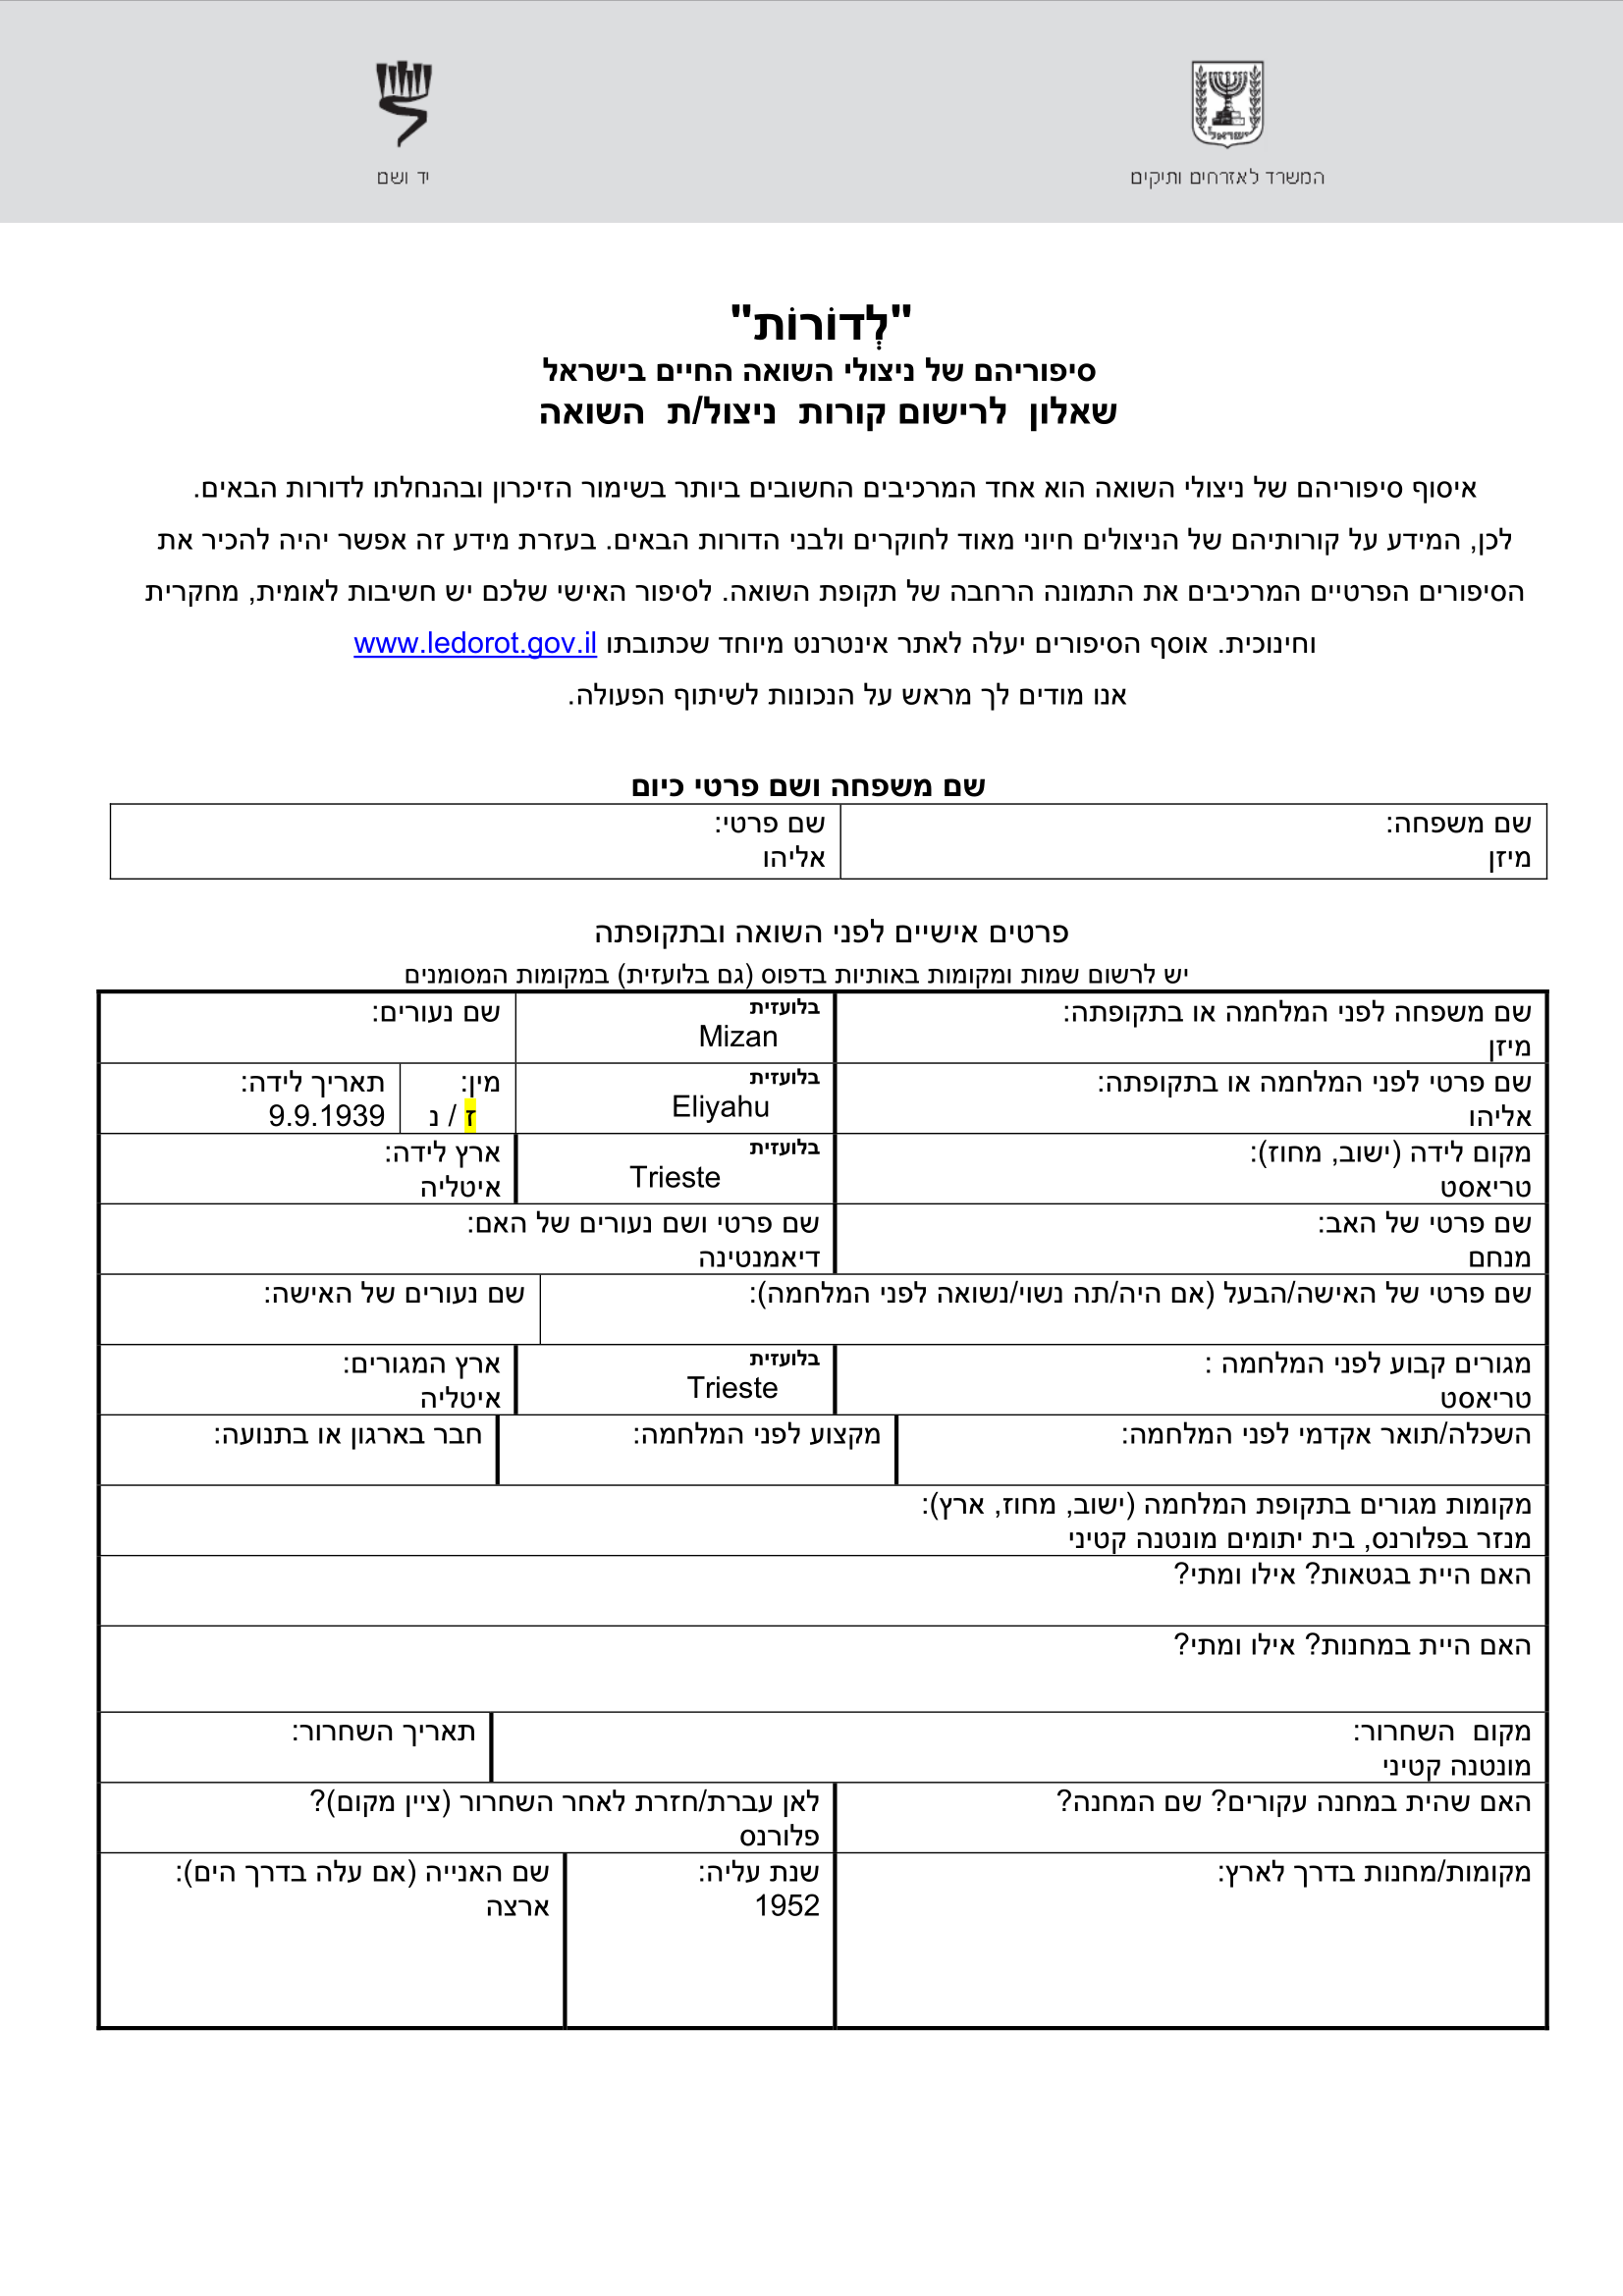 ישראל
המשרד לאזרחים ותיקים
יד ושם
"לְדוֹרוֹת"
סיפוריהם של ניצולי השואה החיים בישראל
שאלון לרישום קורות ניצול/ת השואה
איסוף סיפוריהם של ניצולי השואה הוא אחד המרכיבים החשובים ביותר בשימור הזיכרון ובהנחלתו לדורות הבאים.
לכן, המידע על קורותיהם של הניצולים חיוני מאוד לחוקרים ולבני הדורות הבאים. בעזרת מידע זה אפשר יהיה להכיר את
הסיפורים הפרטיים המרכיבים את התמונה הרחבה של תקופת השואה. לסיפור האישי שלכם יש חשיבות לאומית, מחקרית
וחינוכית. אוסף הסיפורים יעלה לאתר אינטרנט מיוחד שכתובתו www.ledorot.gov.il
אנו מודים לך מראש על הנכונות לשיתוף הפעולה.
שם משפחה ושם פרטי כיום
שם משפחה:
מיזן
שם פרטי:
אליהו
פרטים אישיים לפני השואה ובתקופתה
יש לרשום שמות ומקומות באותיות בדפוס (גם בלועזית) במקומות המסומנים
שם משפחה לפני המלחמה או בתקופתה:
מיזן
בלועזית
Mizan
שם נעורים:
שם פרטי לפני המלחמה או בתקופתה:
אליהו
בלועזית
Eliyahu
מין:
ז / נ
תאריך לידה:
9.9.1939
מקום לידה (ישוב, מחוז):
טריאסט
בלועזית
Trieste
ארץ לידה:
איטליה
שם פרטי של האב:
מנחם
שם פרטי ושם נעורים של האם:
דיאמנטינה
שם פרטי של האישה/הבעל (אם היה/תה נשוי/נשואה לפני המלחמה):
שם נעורים של האישה:
מגורים קבוע לפני המלחמה :
טריאסט
בלועזית
Trieste
ארץ המגורים:
איטליה
השכלה/תואר אקדמי לפני המלחמה:
מקצוע לפני המלחמה:
חבר בארגון או בתנועה:
מקומות מגורים בתקופת המלחמה (ישוב, מחוז, ארץ):
מנזר בפלורנס, בית יתומים מונטנה קטיני
האם היית בגטאות? אילו ומתי?
האם היית במחנות? אילו ומתי?
מקום השחרור:
מונטנה קטיני
תאריך השחרור:
האם שהית במחנה עקורים? שם המחנה?
לאן עברת/חזרת לאחר השחרור (ציין מקום)?
פלורנס
מקומות/מחנות בדרך לארץ:
שנת עליה:
1952
שם האנייה (אם עלה בדרך הים):
ארצה